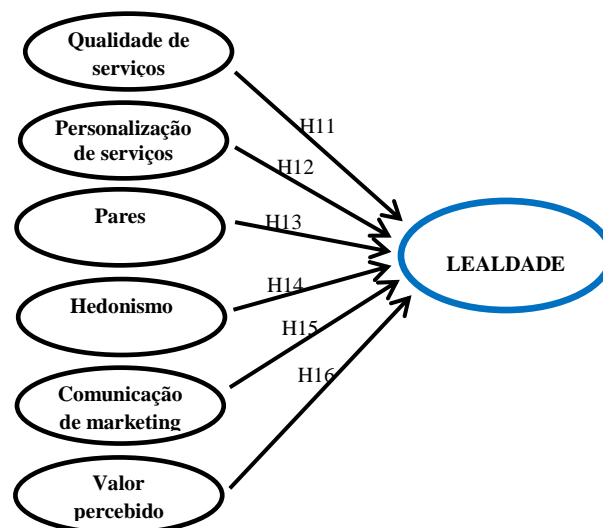 Qualidade de
serviços
H11
Personalização
de serviços
H12
Pares
H13
LEALDADE
Hedonismo
H14
H15
Comunicação
de marketing
H16
Valor
percebido